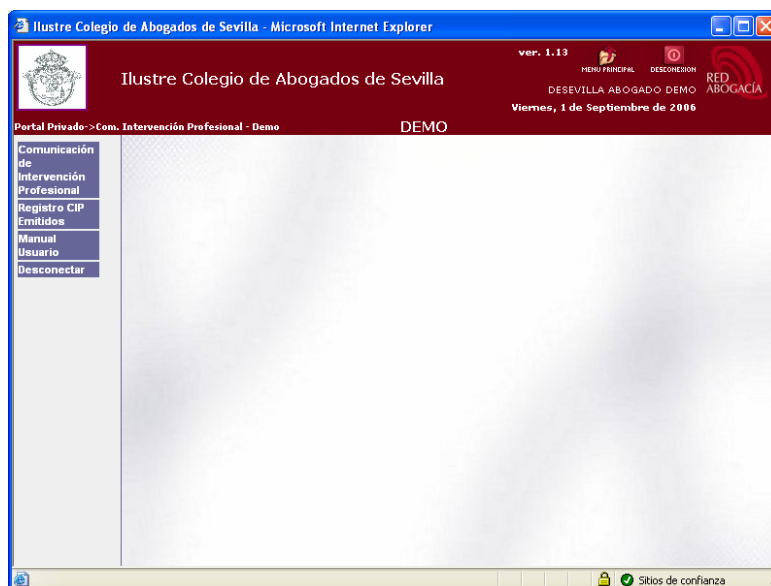 Ilustre Colegio de Abogados de Sevilla - Microsoft Internet Explorer
ver. 1.13
MENU PRINCIPAL
DESCONEXION
Ilustre Colegio de Abogados de Sevilla
RED
ABOGACÍA
DESEVILLA ABOGADO DEMO
Viernes, 1 de Septiembre de 2006
Portal Privado->Com. Intervención Profesional - Demo
DEMO
Comunicación
de
Intervención
Profesional
Registro CIP
Emitidos
Manual
Usuario
Desconectar
Sitios de confianza